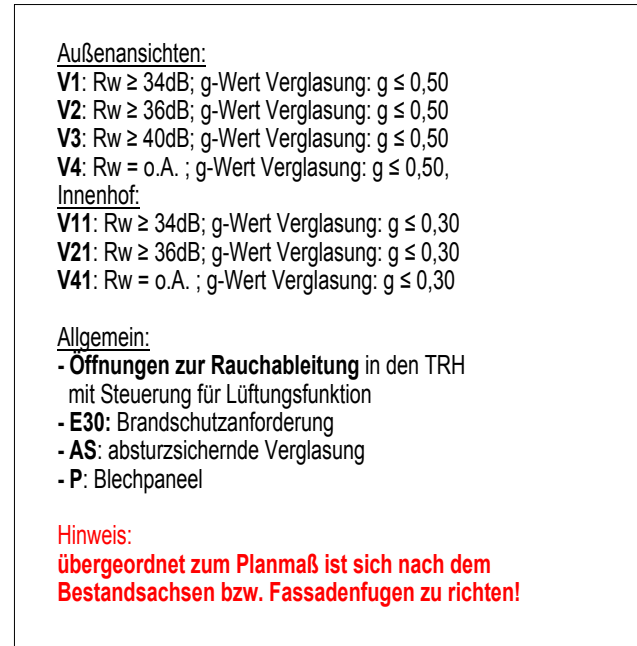 Außenansichten:
V1: Rw ≥ 34dB; g-Wert Verglasung: g ≤ 0,50
V2: Rw ≥ 36dB; g-Wert Verglasung: g ≤ 0,50
V3: Rw ≥ 40dB; g-Wert Verglasung: g ≤ 0,50
V4: Rw = o.A. ; g-Wert Verglasung: g ≤ 0,50,
Innenhof:
V11: Rw ≥ 34dB; g-Wert Verglasung: g ≤ 0,30
V21: Rw ≥ 36dB; g-Wert Verglasung: g ≤ 0,30
V41: Rw = o.A. ; g-Wert Verglasung: g ≤ 0,30
Allgemein:
- Öffnungen zur Rauchableitung in den TRH
mit Steuerung für Lüftungsfunktion
- E30: Brandschutzanforderung
- AS: absturzsichernde Verglasung
- P: Blechpaneel
Hinweis:
übergeordnet zum Planmaß ist sich nach dem
Bestandsachsen bzw. Fassadenfugen zu richten!